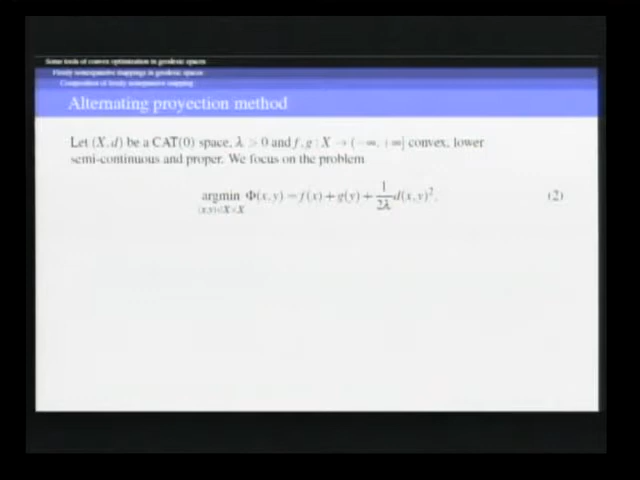 Some tools of convex optimization in geodesic spaces
Firmly nonexpansive mappings in geodesic spaces
Composition of firmly nonexpansive mapping
Alternating proyection method
Let (X, d) be a CAT(0) space, λ > 0 and f, g : X → (−∞, +∞] convex, lower
semi-continuous and proper. We focus on the problem
argmin Φ(x, y) = f(x) + g(y) + 1/2λ d(x, y)². (2)
(x,y)∈X×X